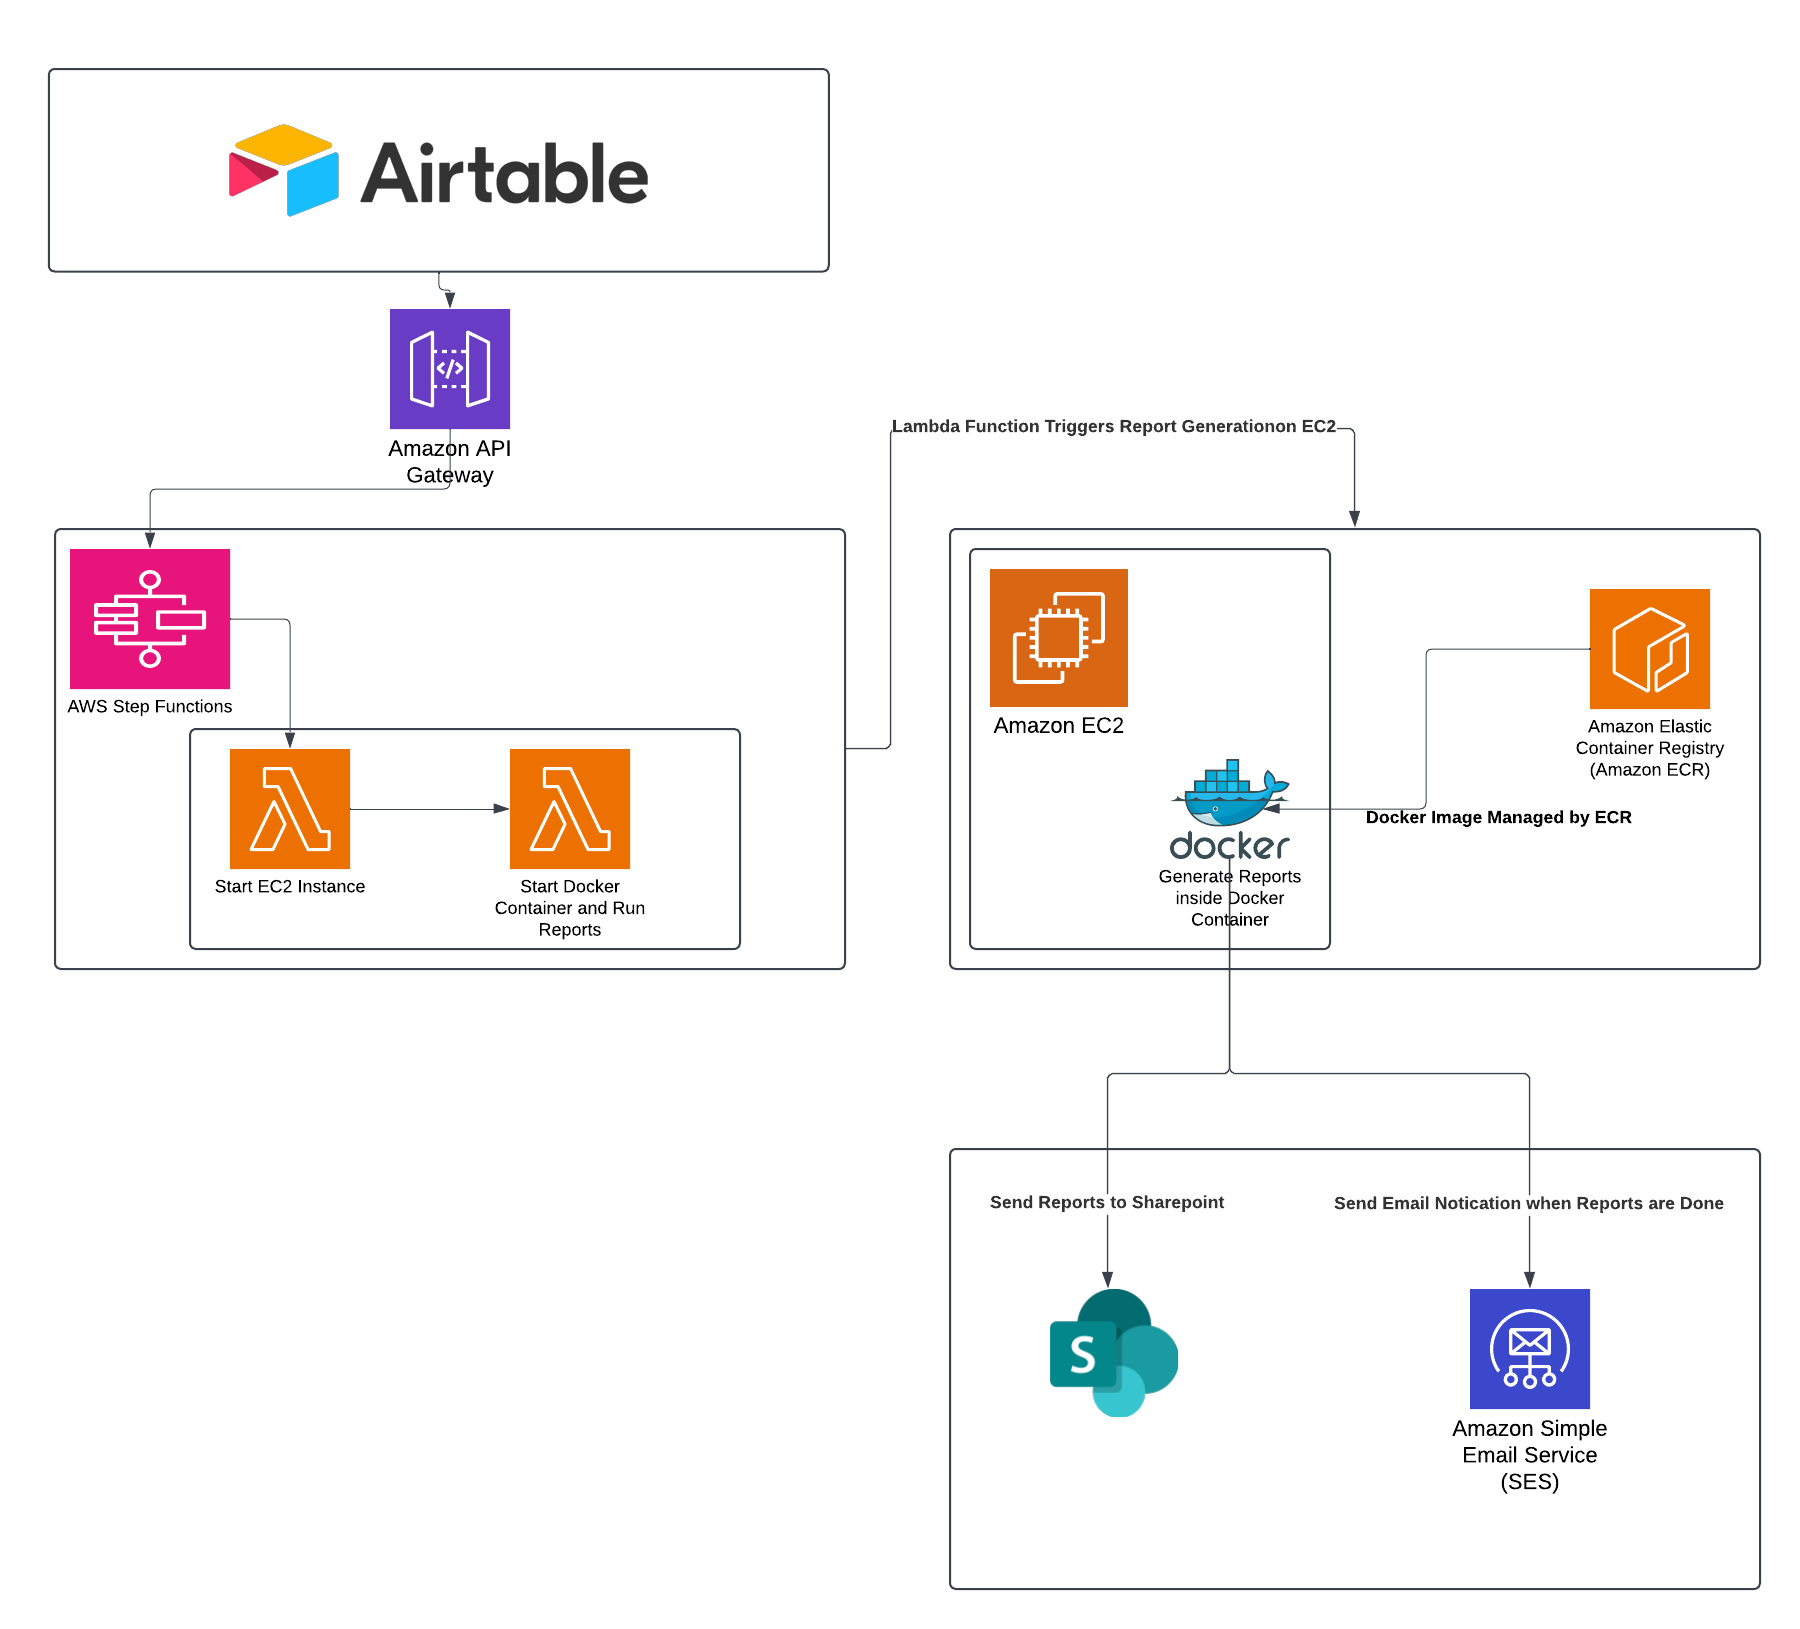 Airtable
Amazon API
Gateway
Lambda Function Triggers Report Generationon EC2
AWS Step Functions
Start EC2 Instance
Start Docker
Container and Run
Reports
Amazon EC2
docker
Generate Reports
inside Docker
Container
Amazon Elastic
Container Registry
(Amazon ECR)
Docker Image Managed by ECR
Send Reports to Sharepoint
Send Email Notication when Reports are Done
S
Amazon Simple
Email Service
(SES)